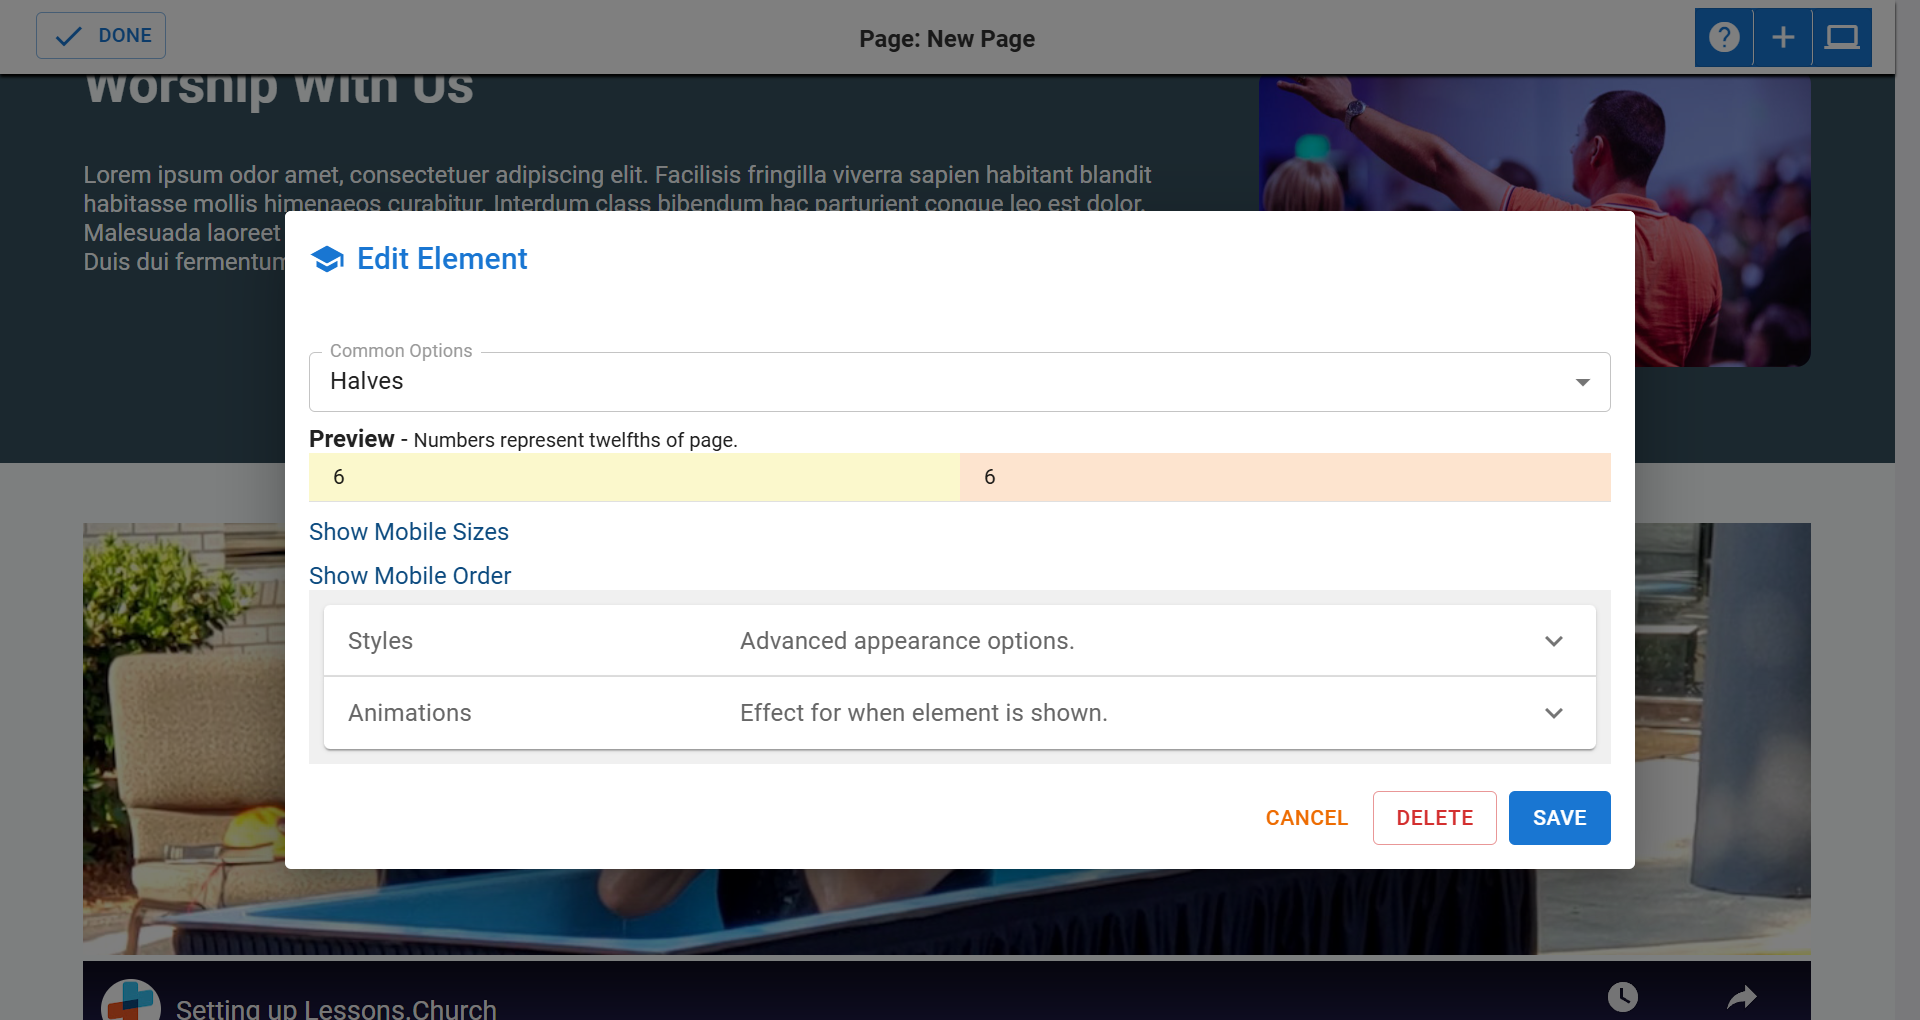 DONE
Page: New Page
Worship With Us
Lorem ipsum odor amet, consectetuer adipiscing elit. Facilisis fringilla viverra sapien habitant blandit
habitasse mollis himenaeos curabitur. Interdum class bibendum hac parturient congue leo est dolor.
Malesuada laoreet
Duis dui fermentum
Edit Element
Common Options
Halves
Preview - Numbers represent twelfths of page.
6 6
Show Mobile Sizes
Show Mobile Order
Styles Advanced appearance options.
Animations Effect for when element is shown.
CANCEL DELETE SAVE
Setting up Lessons.Church